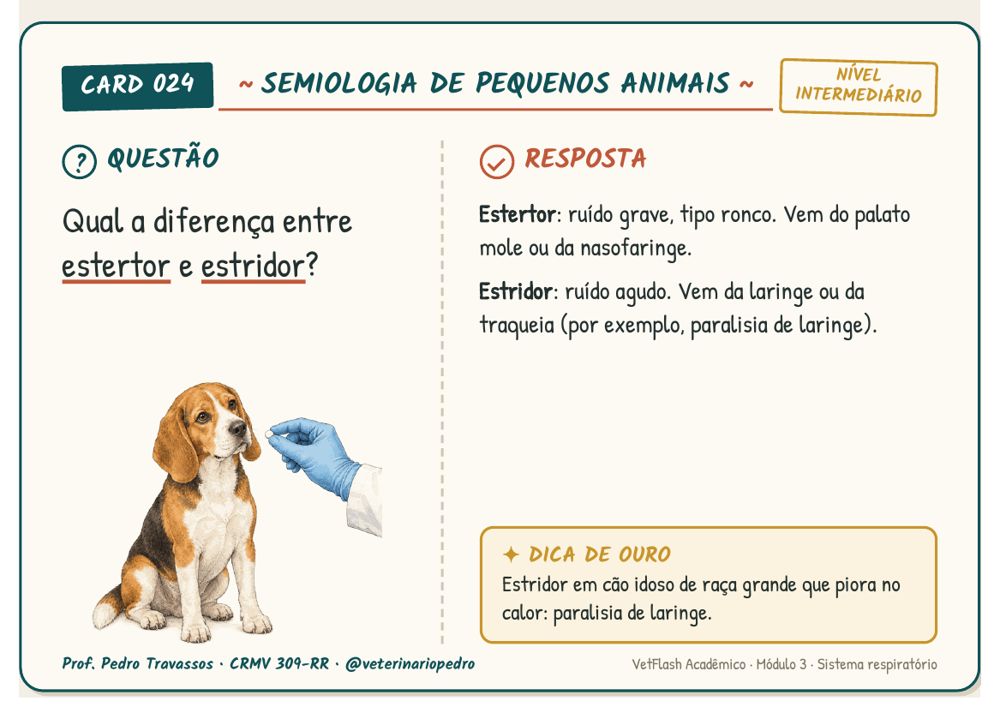 CARD 024
~ SEMIOLOGIA DE PEQUENOS ANIMAIS ~
NÍVEL
INTERMEDIÁRIO
? QUESTÃO
Qual a diferença entre
estertor e estridor?
RESPOSTA
Estertor: ruído grave, tipo ronco. Vem do palato
mole ou da nasofaringe.
Estridor: ruído agudo. Vem da laringe ou da
traqueia (por exemplo, paralisia de laringe).
✦ DICA DE OURO
Estridor em cão idoso de raça grande que piora no
calor: paralisia de laringe.
Prof. Pedro Travassos · CRMV 309-RR · @veterinariopedro
VetFlash Acadêmico · Módulo 3 · Sistema respiratório